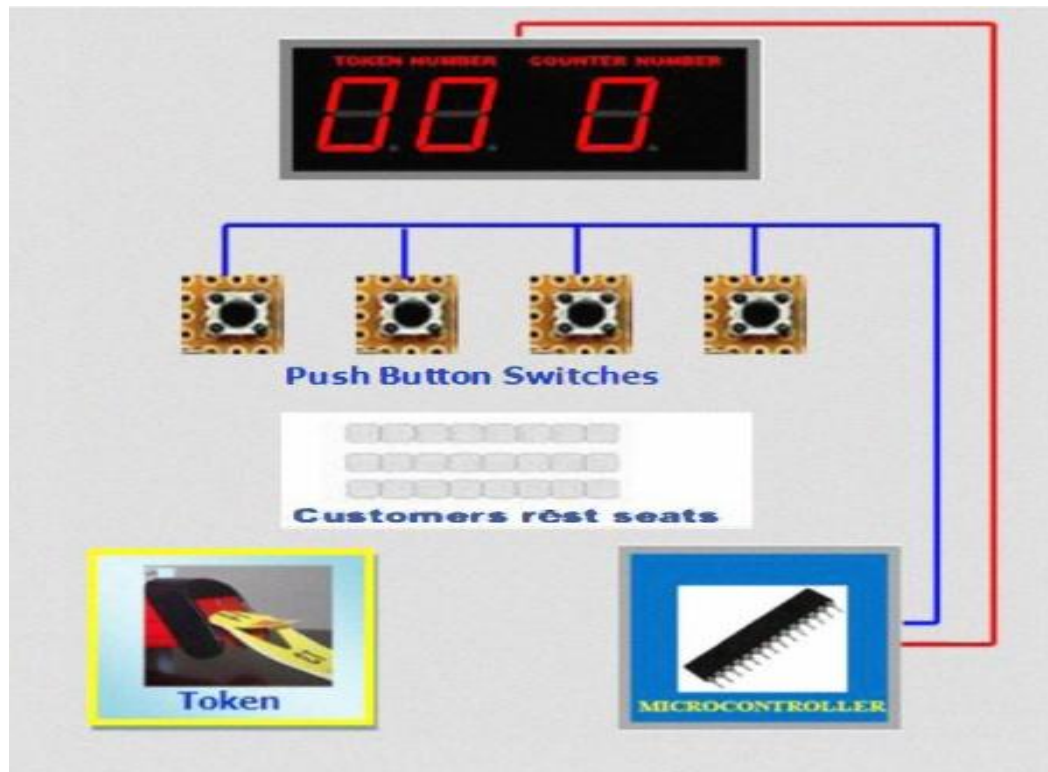 TOKEN NUMBER COUNTER NUMBER
00 0
Push Button Switches
Customers rest seats
Token
MICROCONTROLLER